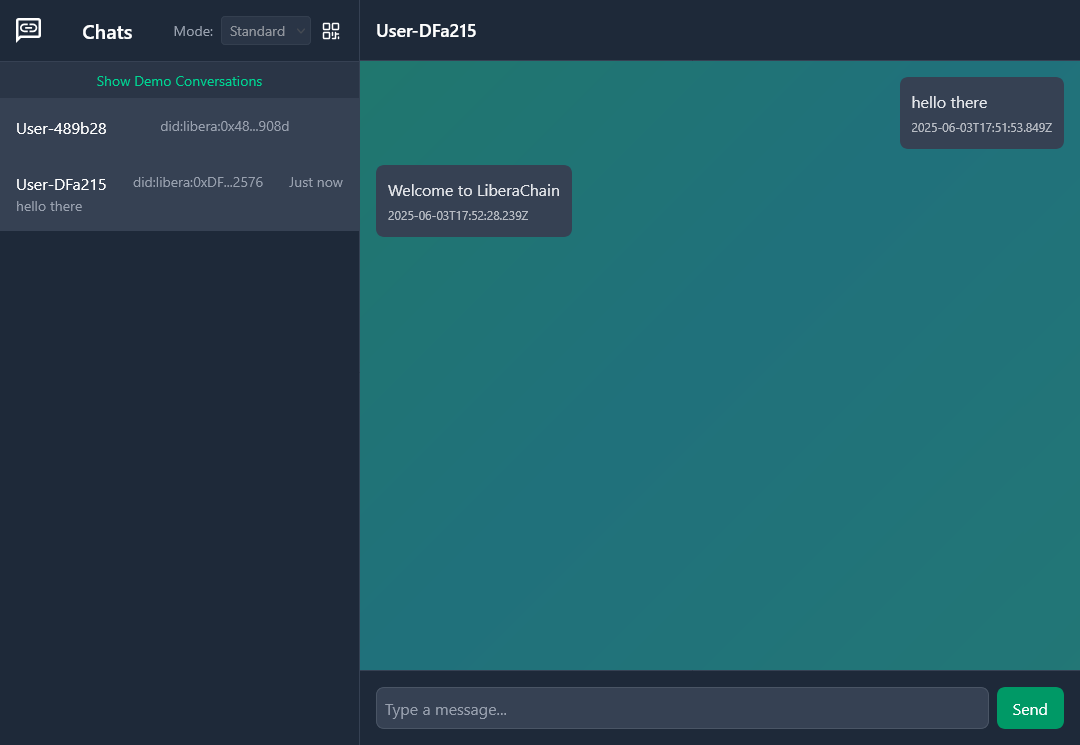 Chats
Mode: Standard
Show Demo Conversations
User-489b28 did:libera:0x48...908d
User-DFa215 did:libera:0xDF...2576 Just now
hello there
User-DFa215
hello there
2025-06-03T17:51:53.849Z
Welcome to LiberaChain
2025-06-03T17:52:28.239Z
Type a message...
Send